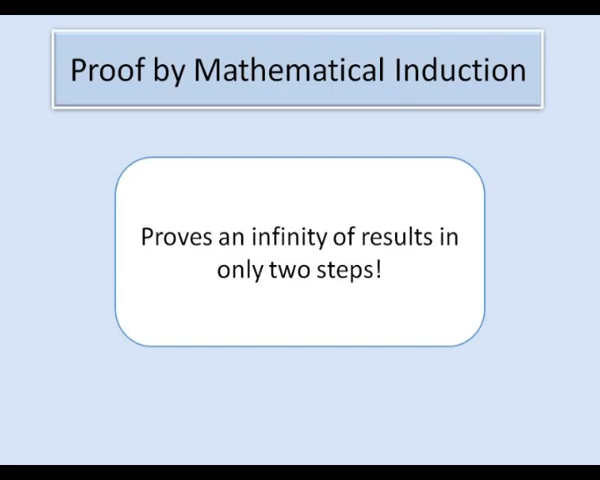 Proof by Mathematical Induction
Proves an infinity of results in
only two steps!